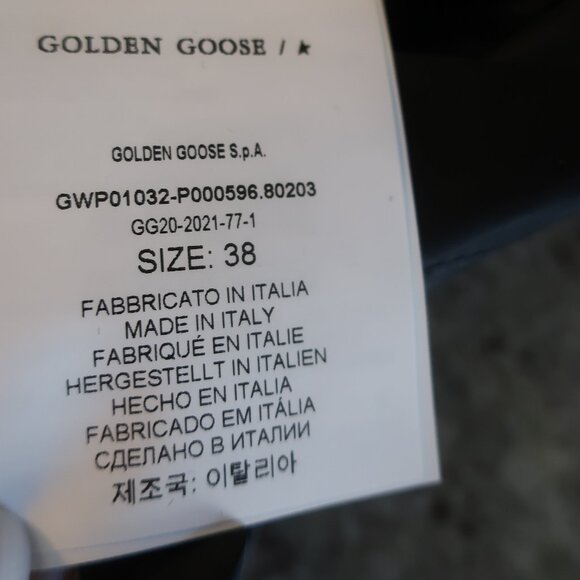 GOLDEN GOOSE / ★
GOLDEN GOOSE S.p.A.
GWP01032-P000596.80203
GG20-2021-77-1
SIZE: 38
FABBRICATO IN ITALIA
MADE IN ITALY
FABRIQUÉ EN ITALIE
HERGESTELLT IN ITALIEN
HECHO EN ITALIA
FABRICADO EM ITÁLIA
СДЕЛАНО В ИТАЛИИ
제조국: 이탈리아